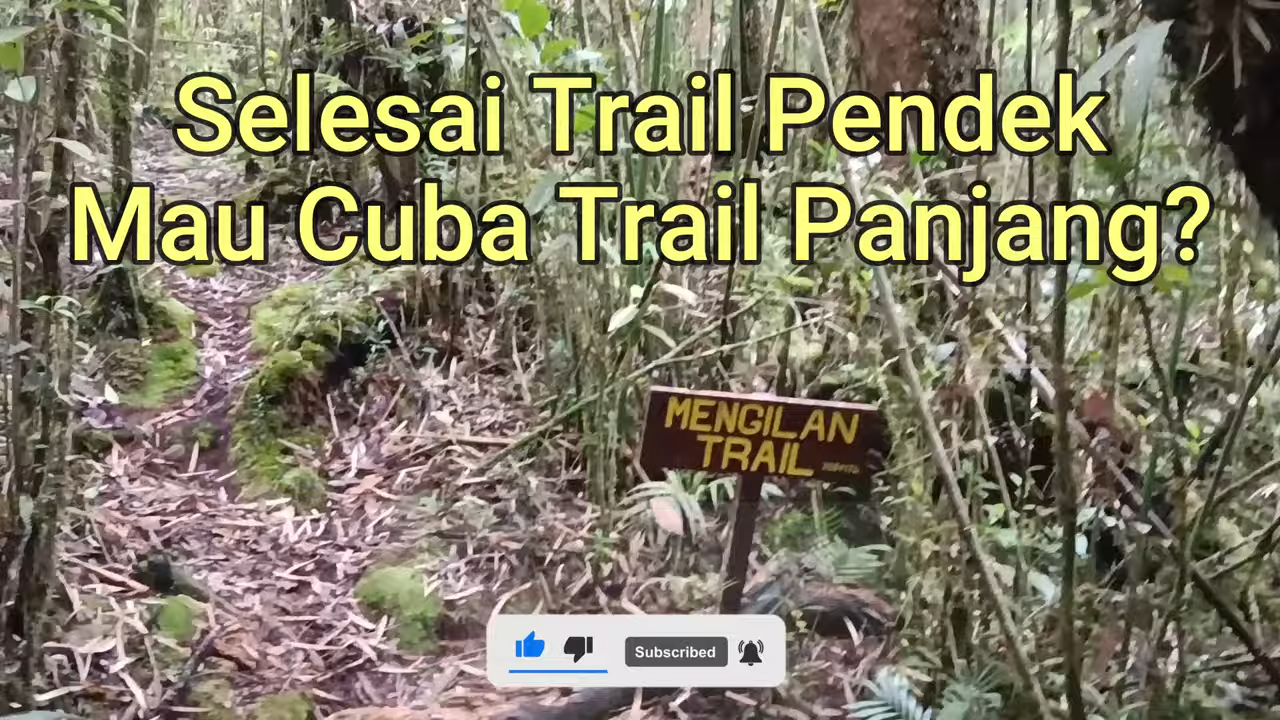 Selesai Trail Pendek
Mau Cuba Trail Panjang?
MENGILAN
TRAIL
Subscribed